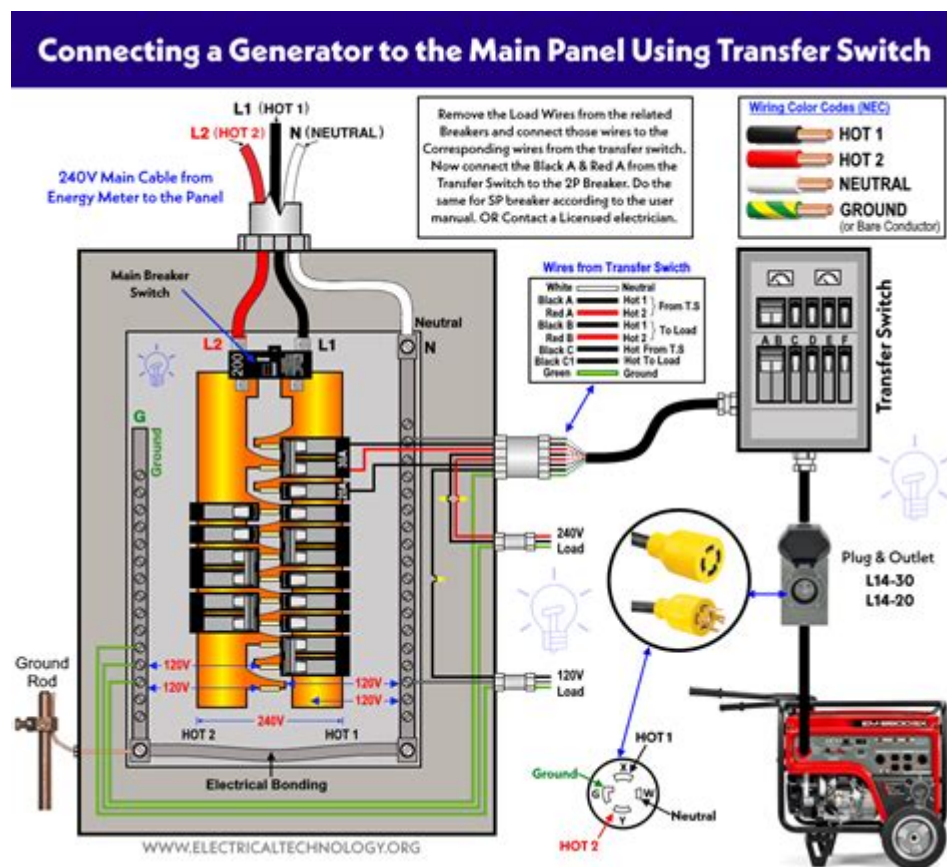 Connecting a Generator to the Main Panel Using Transfer Switch
L1 (HOT 1)
L2 (HOT 2)
N (NEUTRAL)
240V Main Cable from
Energy Meter to the Panel
Remove the Load Wires from the related
Breakers and connect those wires to the
Corresponding wires from the transfer switch.
Now connect the Black A & Red A from the
Transfer Switch to the 2P Breaker. Do the
same for SP breaker according to the user
manual. OR Contact a Licensed electrician.
Wiring Color Codes (NEC)
HOT 1
HOT 2
NEUTRAL
GROUND
(or Bare Conductor)
Main Breaker
Switch
Wires from Transfer Swicth
White Neutral
Black A Hot 1
Red A Hot 2
From T.S
Black B Hot 1
Red B Hot 2
To Load
Black C Hot From T.S
Black C1 Hot To Load
Green Ground
Neutral
L2
L1
N
200
G
Ground
30A
A B C D E F
Transfer Switch
240V
Load
Plug & Outlet
L14-30
L14-20
Ground
Rod
120V
120V
120V
120V
120V
Load
240V
HOT 2
HOT 1
Electrical Bonding
HOT 1
Ground
X
G
W
Y
Neutral
HOT 2
WWW.ELECTRICALTECHNOLOGY.ORG